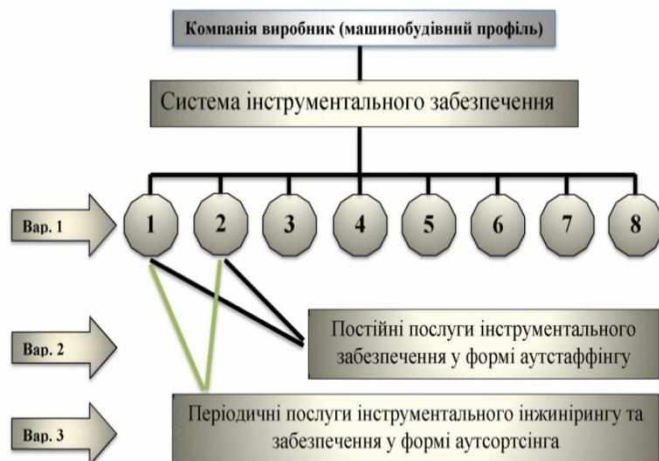 Компанія виробник (машинобудівний профіль)
Система інструментального забезпечення
Вар. 1
1 2 3 4 5 6 7 8
Вар. 2
Постійні послуги інструментального
забезпечення у формі аутстаффінгу
Вар. 3
Періодичні послуги інструментального інжинірингу та
забезпечення у формі аутсортсінга